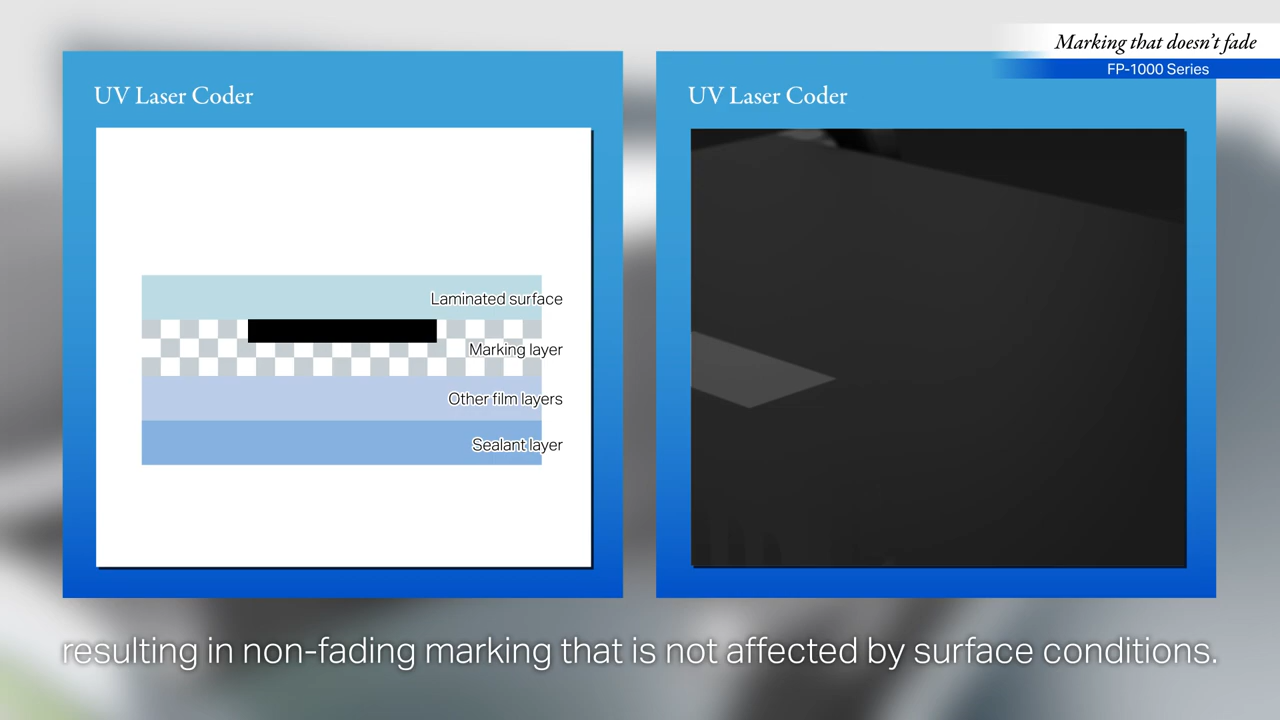 Marking that doesn't fade
FP-1000 Series
UV Laser Coder
UV Laser Coder
Laminated surface
Marking layer
Other film layers
Sealant layer
resulting in non-fading marking that is not affected by surface conditions.